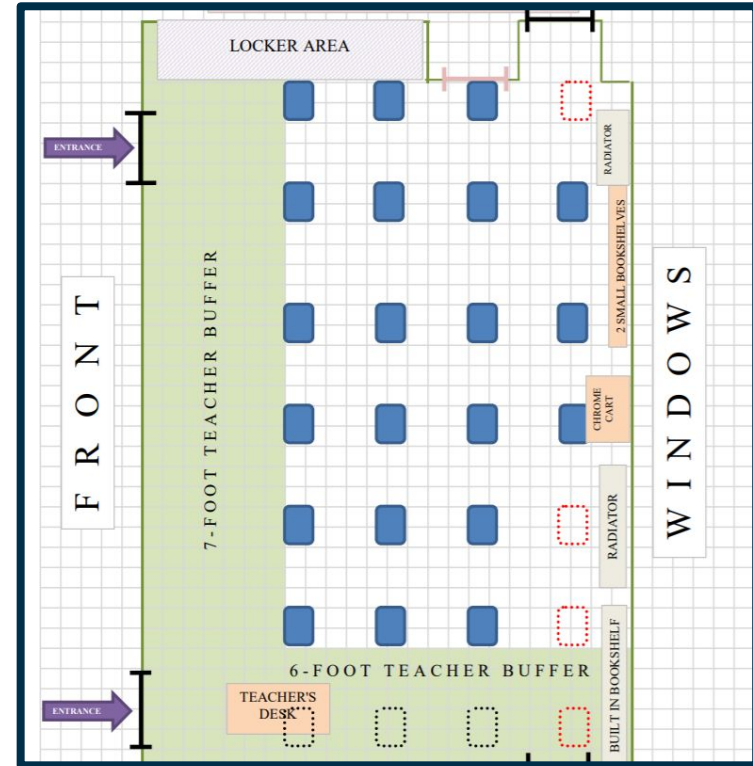 LOCKER AREA
ENTRANCE
RADIATOR
2 SMALL BOOKSHELVES
FRONT
7-FOOT TEACHER BUFFER
WINDOWS
CHROME
CART
RADIATOR
6-FOOT TEACHER BUFFER
BUILT IN BOOKSHELF
TEACHER'S
DESK
ENTRANCE